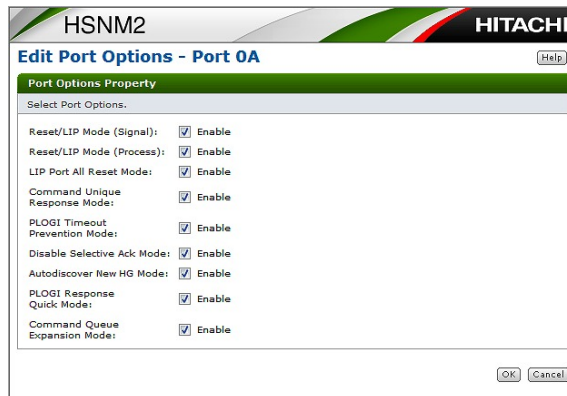 HSNM2
HITACHI
Edit Port Options - Port 0A
Help
Port Options Property
Select Port Options.
Reset/LIP Mode (Signal): Enable
Reset/LIP Mode (Process): Enable
LIP Port All Reset Mode: Enable
Command Unique
Response Mode: Enable
PLOGI Timeout
Prevention Mode: Enable
Disable Selective Ack Mode: Enable
Autodiscover New HG Mode: Enable
PLOGI Response
Quick Mode: Enable
Command Queue
Expansion Mode: Enable
OK Cancel